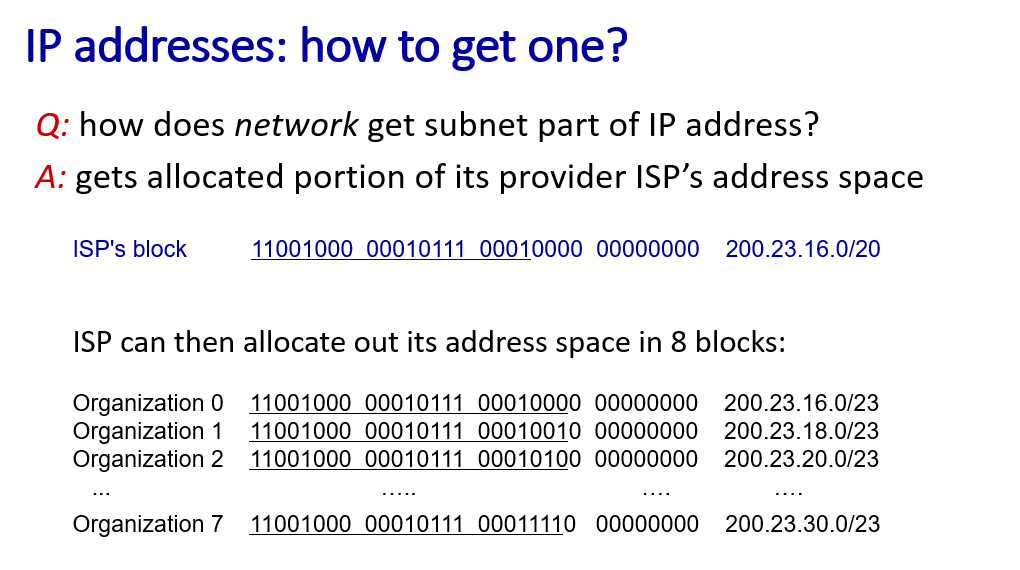 IP addresses: how to get one?
Q: how does network get subnet part of IP address?
A: gets allocated portion of its provider ISP’s address space
ISP's block 11001000 00010111 00010000 00000000 200.23.16.0/20
ISP can then allocate out its address space in 8 blocks:
Organization 0 11001000 00010111 00010000 00000000 200.23.16.0/23
Organization 1 11001000 00010111 00010010 00000000 200.23.18.0/23
Organization 2 11001000 00010111 00010100 00000000 200.23.20.0/23
... ….. …. ….
Organization 7 11001000 00010111 00011110 00000000 200.23.30.0/23